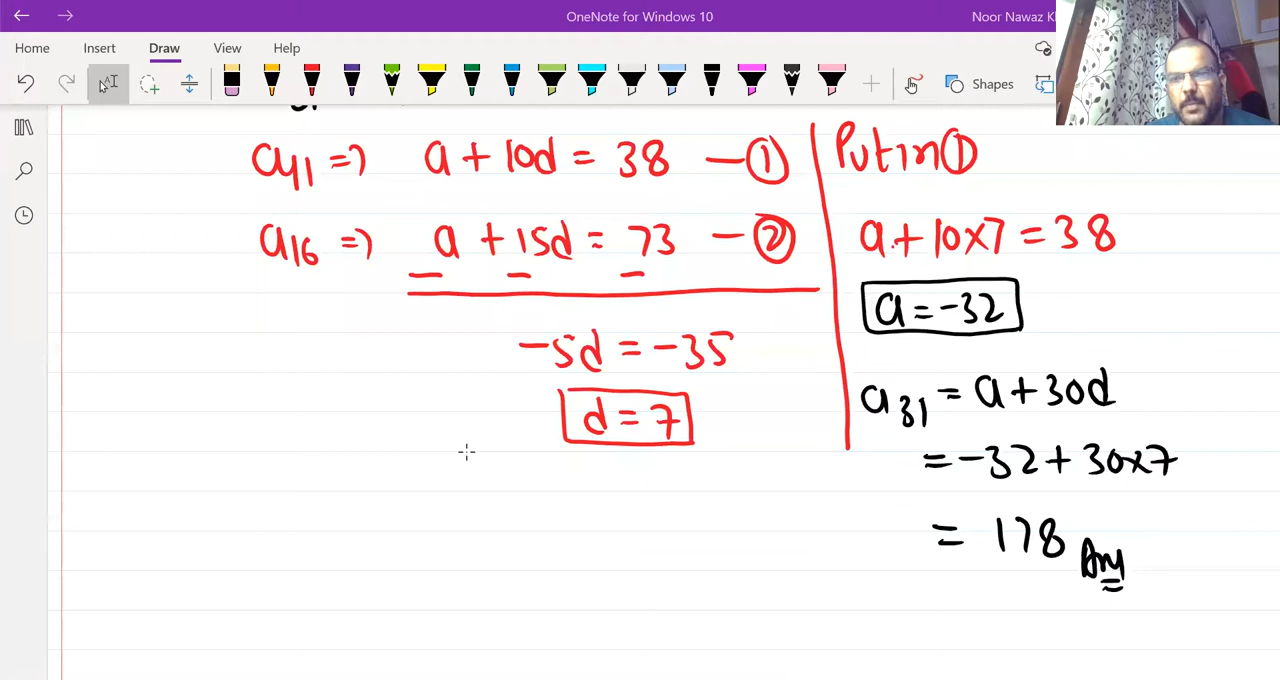 OneNote for Windows 10
Noor Nawaz Kh
Home Insert Draw View Help
Shapes
a11 => a + 10d = 38 — ①
a16 => a + 15d = 73 — ②
-5d = -35
d = 7
Put in ①
a + 10×7 = 38
a = -32
a31 = a + 30d
= -32 + 30×7
= 178 Ans